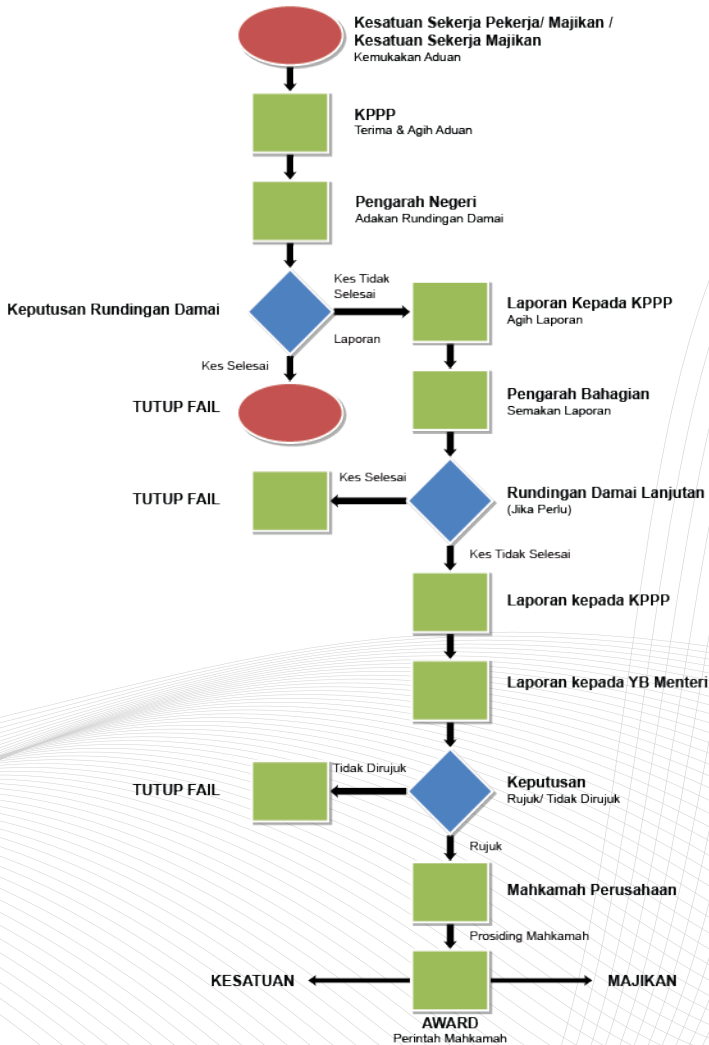 Kesatuan Sekerja Pekerja/ Majikan /
Kesatuan Sekerja Majikan
Kemukakan Aduan
KPPP
Terima & Agih Aduan
Pengarah Negeri
Adakan Rundingan Damai
Keputusan Rundingan Damai
Kes Tidak
Selesai
Laporan
Laporan Kepada KPPP
Agih Laporan
Kes Selesai
TUTUP FAIL
Pengarah Bahagian
Semakan Laporan
TUTUP FAIL
Kes Selesai
Rundingan Damai Lanjutan
(Jika Perlu)
Kes Tidak Selesai
Laporan kepada KPPP
Laporan kepada YB Menteri
TUTUP FAIL
Tidak Dirujuk
Keputusan
Rujuk/ Tidak Dirujuk
Rujuk
Mahkamah Perusahaan
Prosiding Mahkamah
KESATUAN
MAJIKAN
AWARD
Perintah Mahkamah